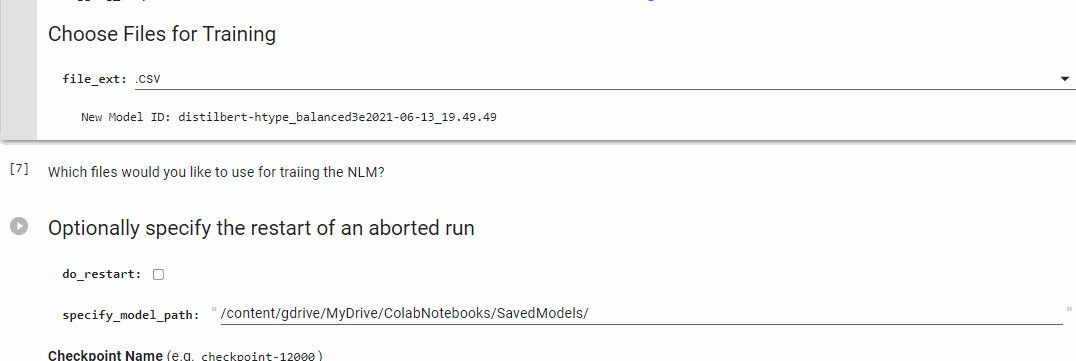 Choose Files for Training
file_ext: .CSV
New Model ID: distilbert-htype_balanced3e2021-06-13_19.49.49
[7] Which files would you like to use for traiing the NLM?
Optionally specify the restart of an aborted run
do_restart:
specify_model_path: "/content/gdrive/MyDrive/ColabNotebooks/SavedModels/"
Checkpoint Name (e.g. checkpoint-12000)